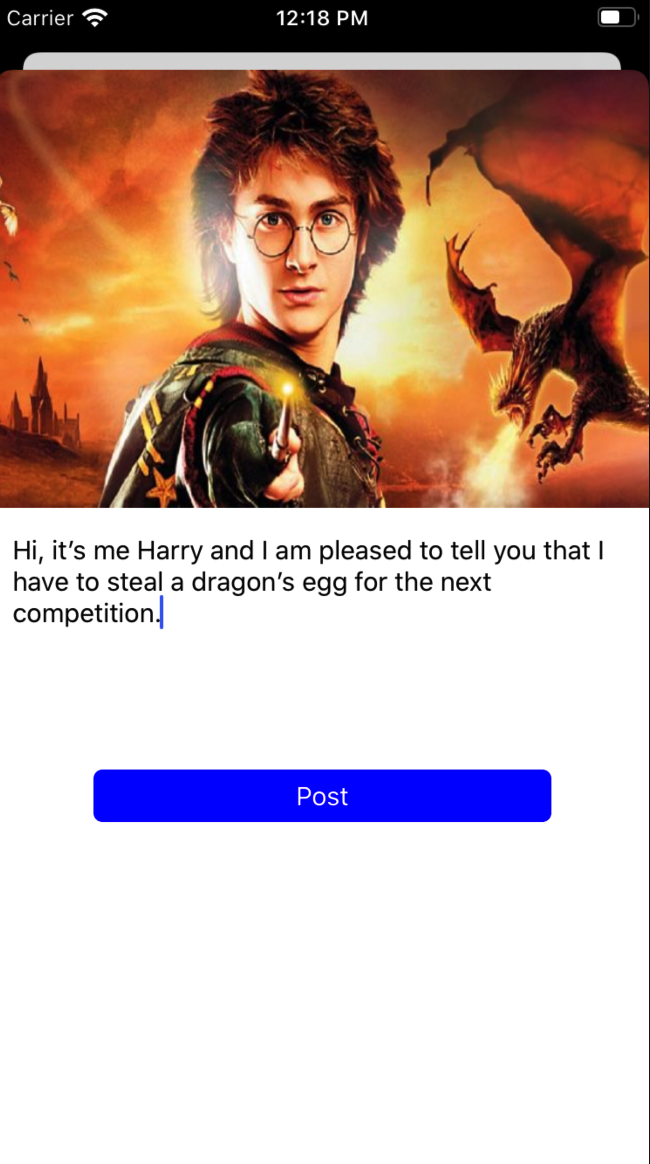 Carrier 12:18 PM
Hi, it’s me Harry and I am pleased to tell you that I
have to steal a dragon’s egg for the next
competition.
Post